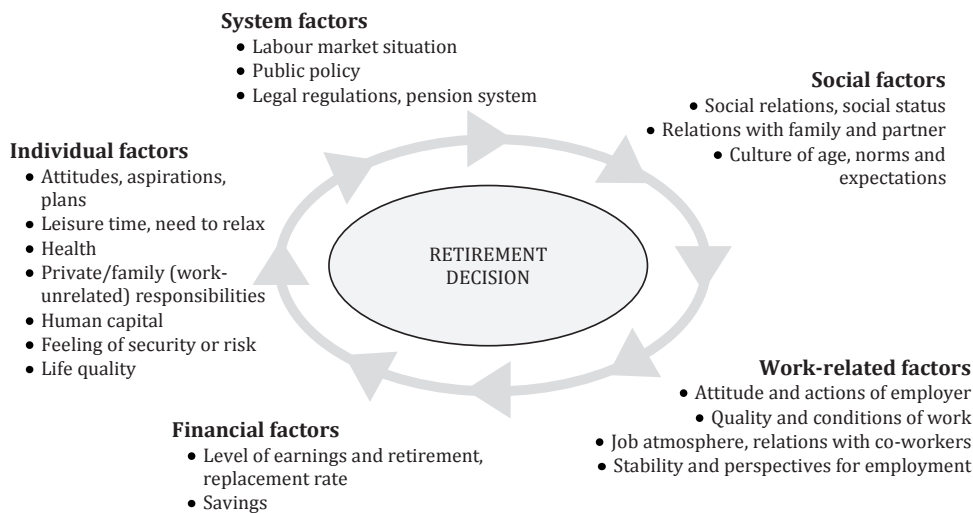 System factors
• Labour market situation
• Public policy
• Legal regulations, pension system
Social factors
• Social relations, social status
• Relations with family and partner
• Culture of age, norms and
expectations
Individual factors
• Attitudes, aspirations,
plans
• Leisure time, need to relax
• Health
• Private/family (work-
unrelated) responsibilities
• Human capital
• Feeling of security or risk
• Life quality
RETIREMENT
DECISION
Work-related factors
• Attitude and actions of employer
• Quality and conditions of work
• Job atmosphere, relations with co-workers
• Stability and perspectives for employment
Financial factors
• Level of earnings and retirement,
replacement rate
• Savings